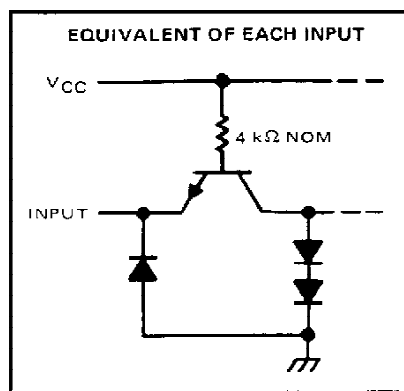 EQUIVALENT OF EACH INPUT
VCC
4 kΩ NOM
INPUT